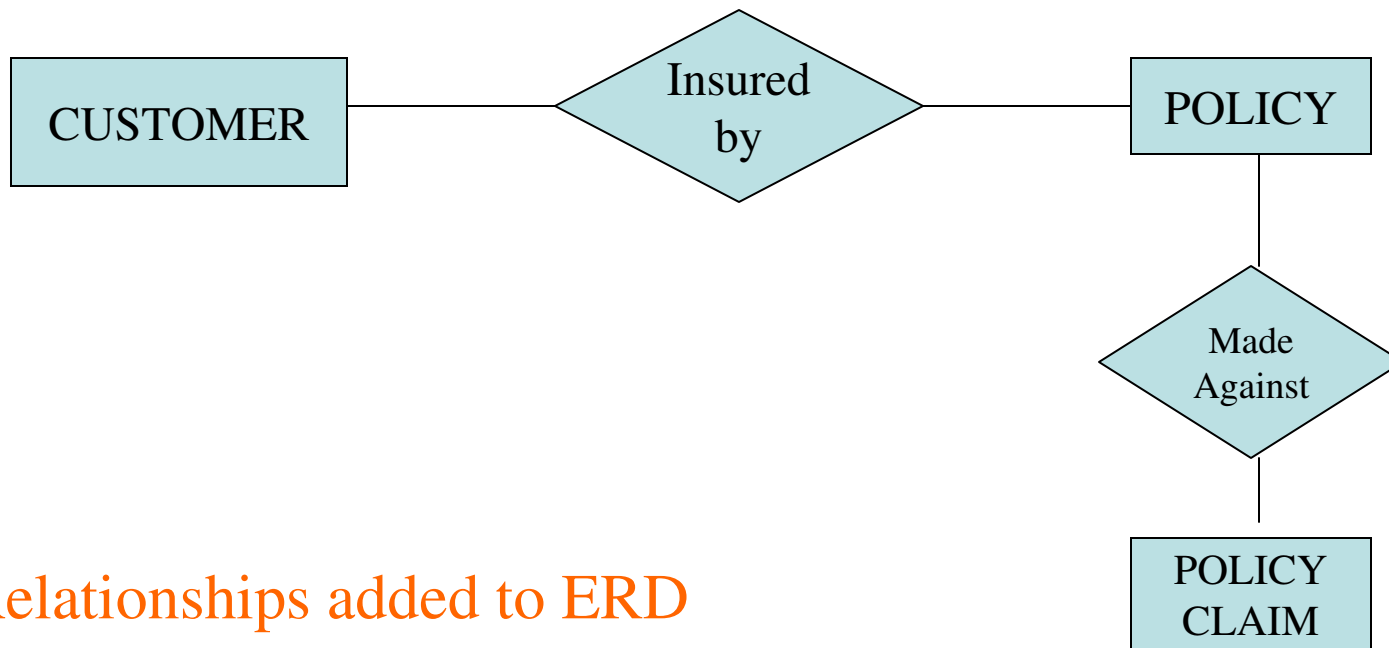 CUSTOMER
Insured
by
POLICY
Made
Against
POLICY
CLAIM
elationships added to ERD